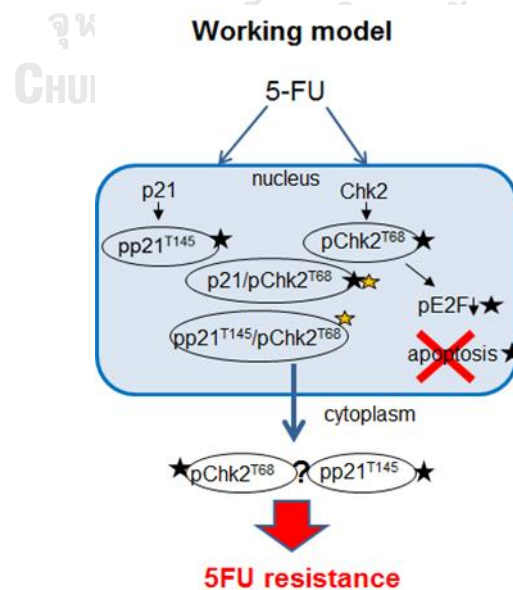 Working model
5-FU
nucleus
p21 Chk2
pp21T145 pChk2T68
p21/pChk2T68
pE2F
pp21T145/pChk2T68
apoptosis
cytoplasm
pChk2T68 ? pp21T145
5FU resistance